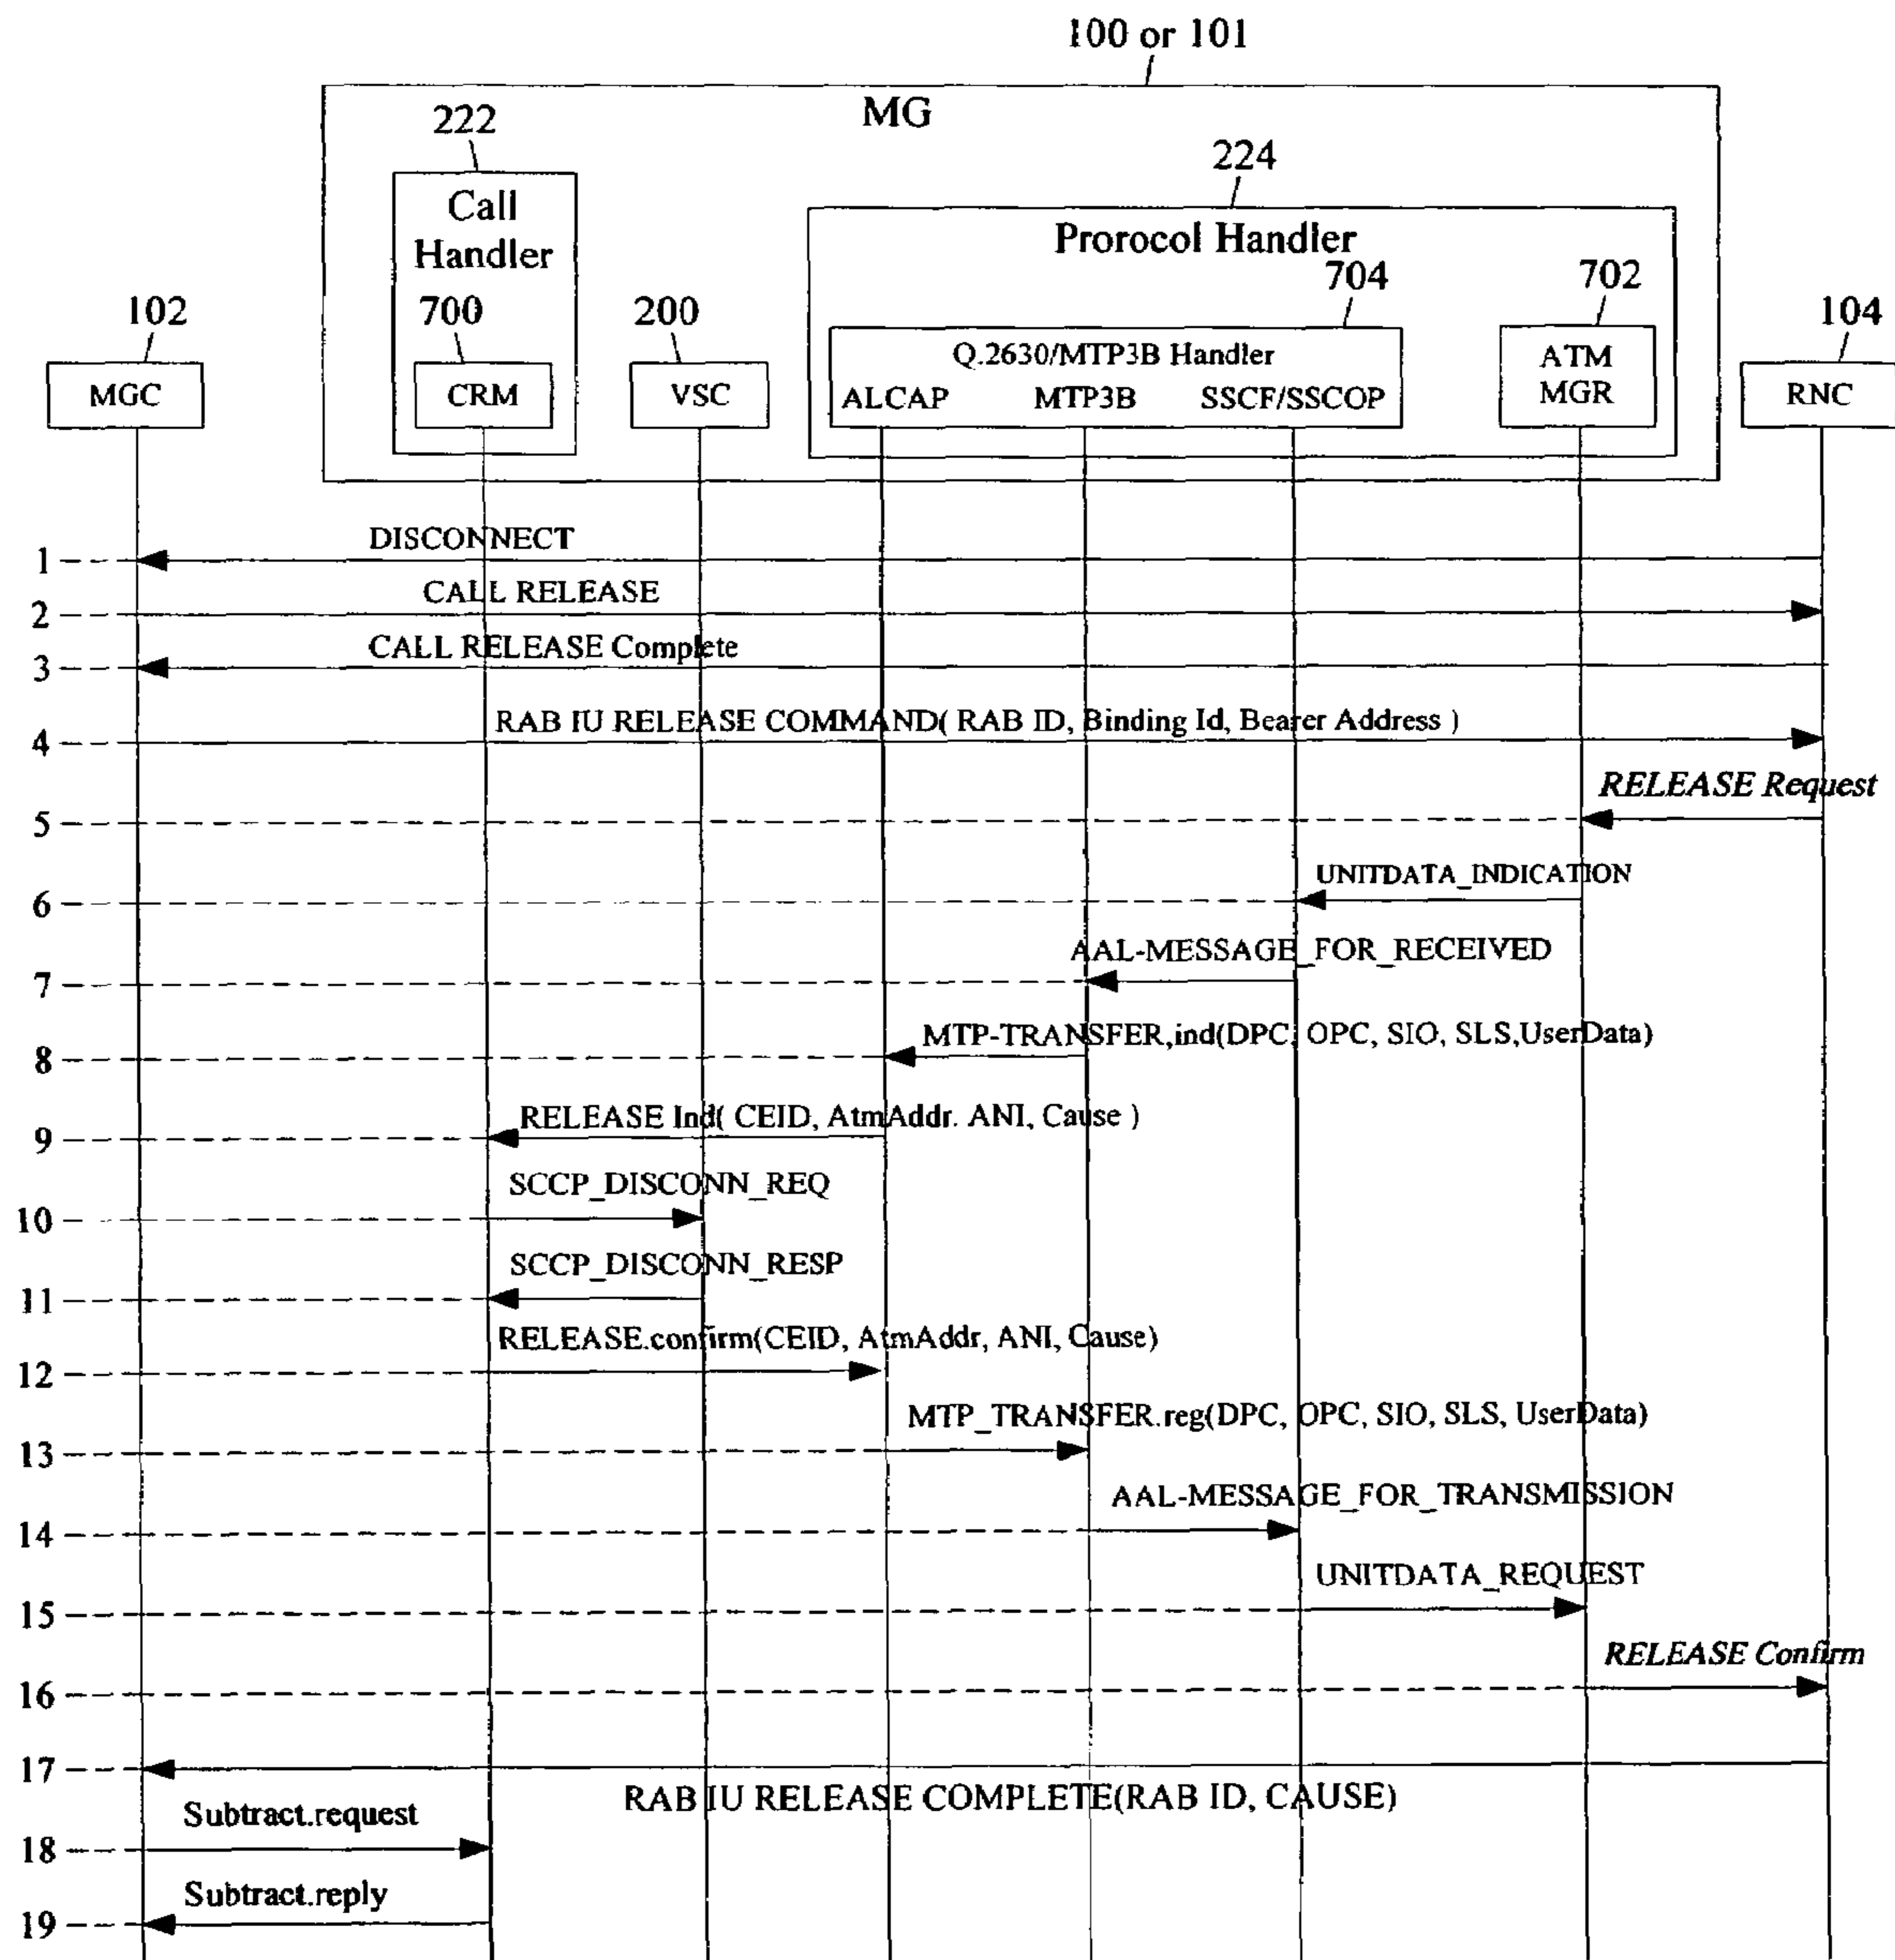 100 or 101
MG
222
224
Call
Handler
Prorocol Handler
704
702
102
700
200
104
MGC
CRM
VSC
Q.2630/MTP3B Handler
ALCAP MTP3B SSCF/SSCOP
ATM
MGR
RNC
DISCONNECT
1
CALL RELEASE
2
CALL RELEASE Complete
3
RAB IU RELEASE COMMAND( RAB ID, Binding Id, Bearer Address )
4
RELEASE Request
5
UNITDATA_INDICATION
6
AAL-MESSAGE_FOR_RECEIVED
7
MTP-TRANSFER,ind(DPC, OPC, SIO, SLS,UserData)
8
RELEASE Ind( CEID, AtmAddr. ANI, Cause )
9
SCCP_DISCONN_REQ
10
SCCP_DISCONN_RESP
11
RELEASE.confirm(CEID, AtmAddr, ANI, Cause)
12
MTP_TRANSFER.reg(DPC, OPC, SIO, SLS, UserData)
13
AAL-MESSAGE_FOR_TRANSMISSION
14
UNITDATA_REQUEST
15
RELEASE Confirm
16
17
RAB IU RELEASE COMPLETE(RAB ID, CAUSE)
Subtract.request
18
Subtract.reply
19